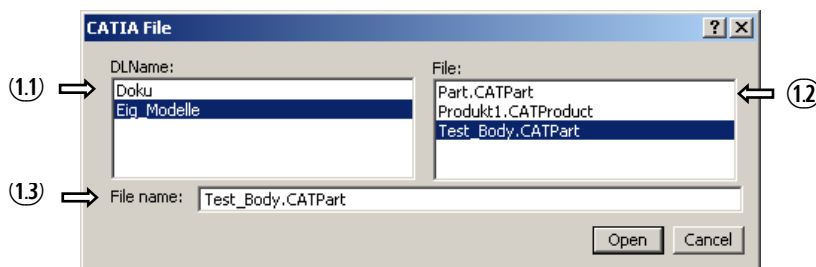 CATIA File
DLName:
File:
(1.1)
Doku
Eig_Modelle
Part.CATPart
Produkt1.CATProduct
Test_Body.CATPart
(1.2)
(1.3)
File name:
Test_Body.CATPart
Open
Cancel